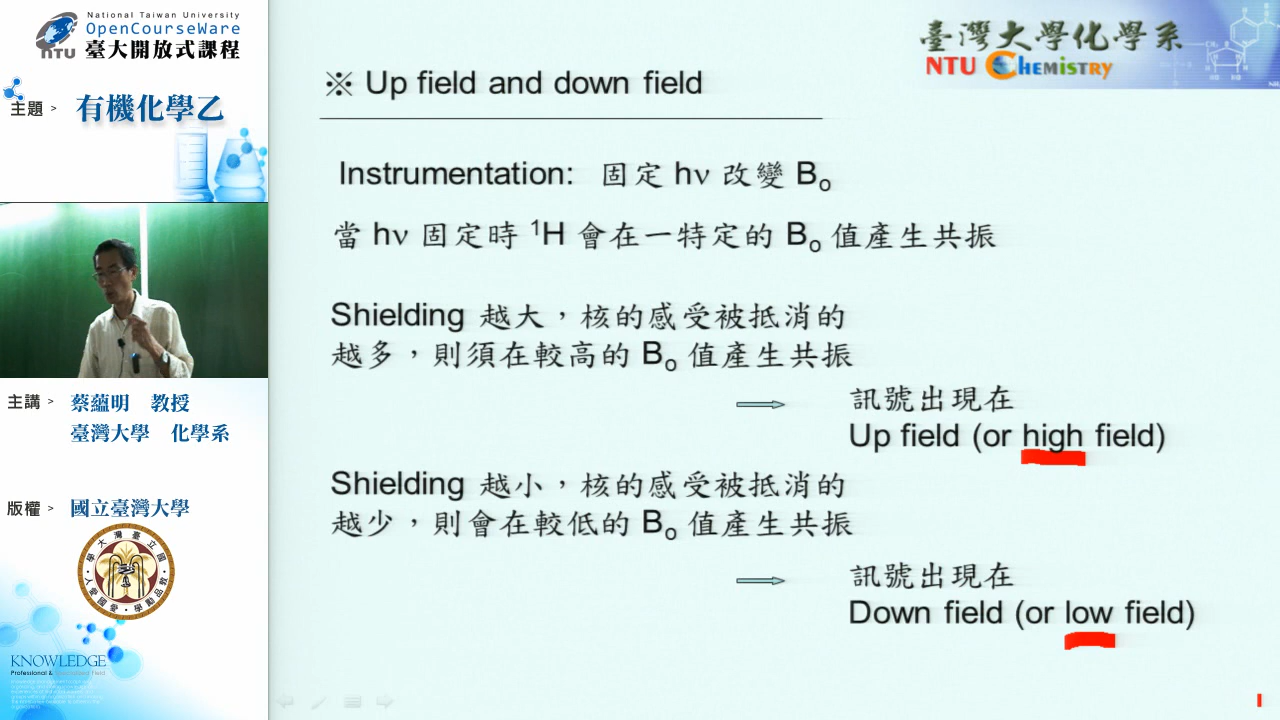 National Taiwan University
OpenCourseWare
NTU 臺大開放式課程
主題 > 有機化學乙
主講 > 蔡蘊明 教授
臺灣大學 化學系
版權 > 國立臺灣大學
KNOWLEDGE
Professional & Specialized Field
臺灣大學化學系
NTU Chemistry
※ Up field and down field
Instrumentation: 固定 hν 改變 Bo
當 hν 固定時 ¹H 會在一特定的 Bo 值產生共振
Shielding 越大，核的感受被抵消的
越多，則須在較高的 Bo 值產生共振
訊號出現在
Up field (or high field)
Shielding 越小，核的感受被抵消的
越少，則會在較低的 Bo 值產生共振
訊號出現在
Down field (or low field)